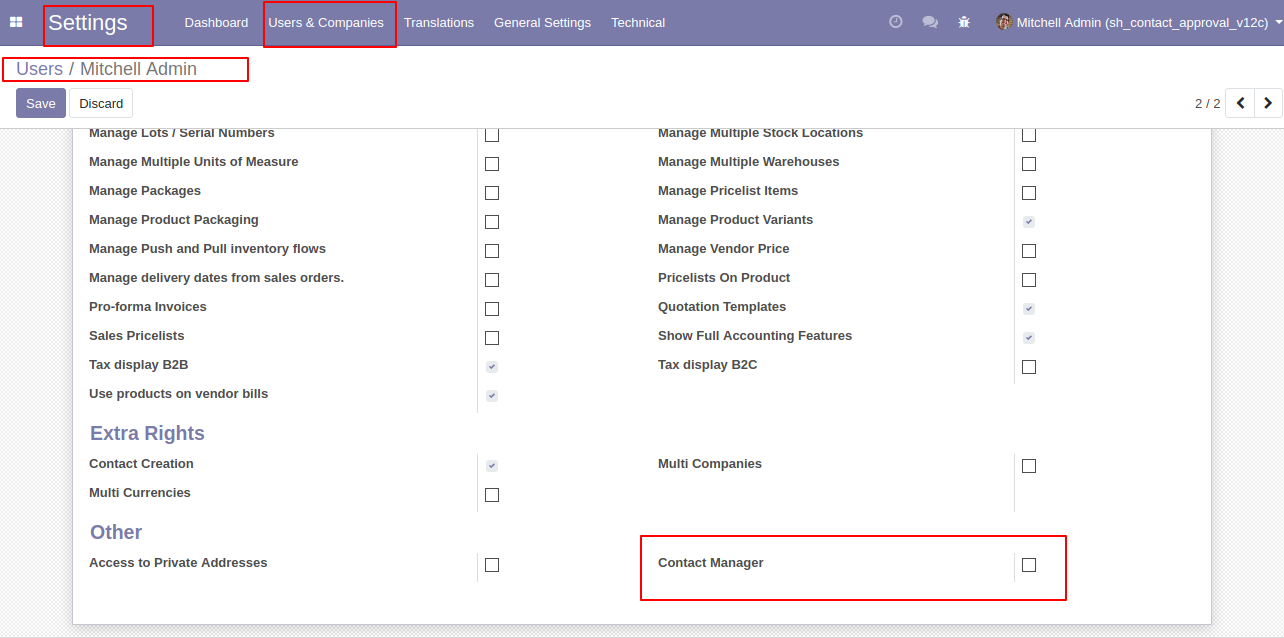 Settings Dashboard Users & Companies Translations General Settings Technical Mitchell Admin (sh_contact_approval_v12c)
Users / Mitchell Admin
Save Discard 2 / 2
Manage Lots / Serial Numbers Manage Multiple Stock Locations
Manage Multiple Units of Measure Manage Multiple Warehouses
Manage Packages Manage Pricelist Items
Manage Product Packaging Manage Product Variants
Manage Push and Pull inventory flows Manage Vendor Price
Manage delivery dates from sales orders. Pricelists On Product
Pro-forma Invoices Quotation Templates
Sales Pricelists Show Full Accounting Features
Tax display B2B Tax display B2C
Use products on vendor bills
Extra Rights
Contact Creation Multi Companies
Multi Currencies
Other
Access to Private Addresses Contact Manager